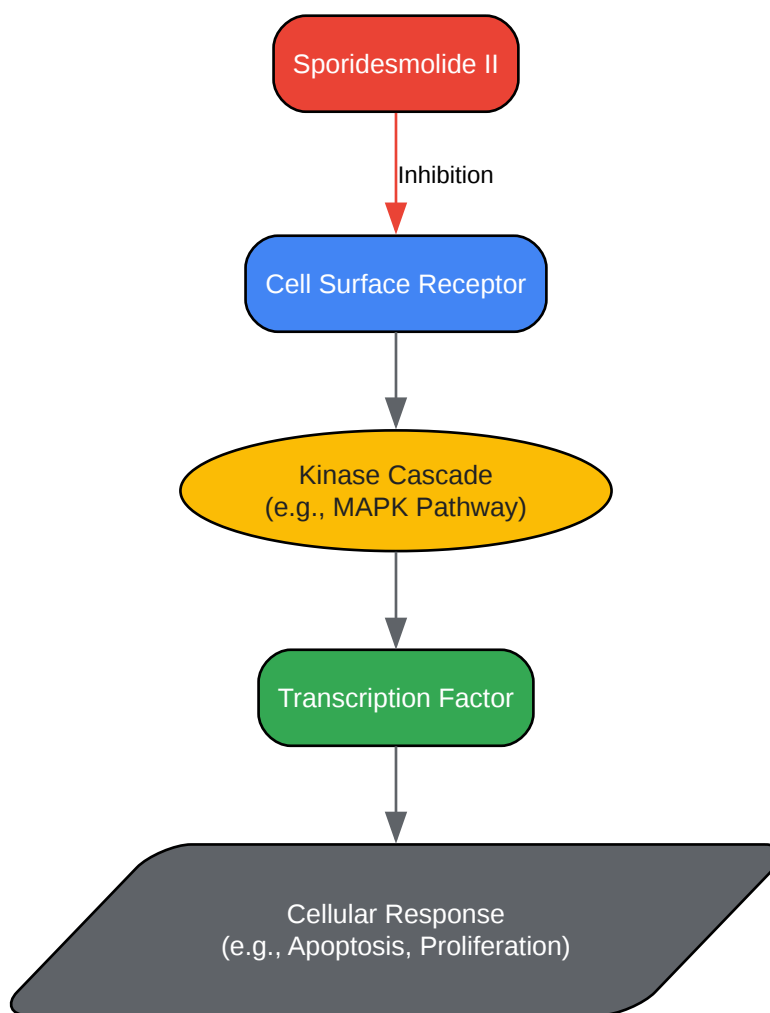 Sporidesmolide II
Inhibition
Cell Surface Receptor
Kinase Cascade
(e.g., MAPK Pathway)
Transcription Factor
Cellular Response
(e.g., Apoptosis, Proliferation)